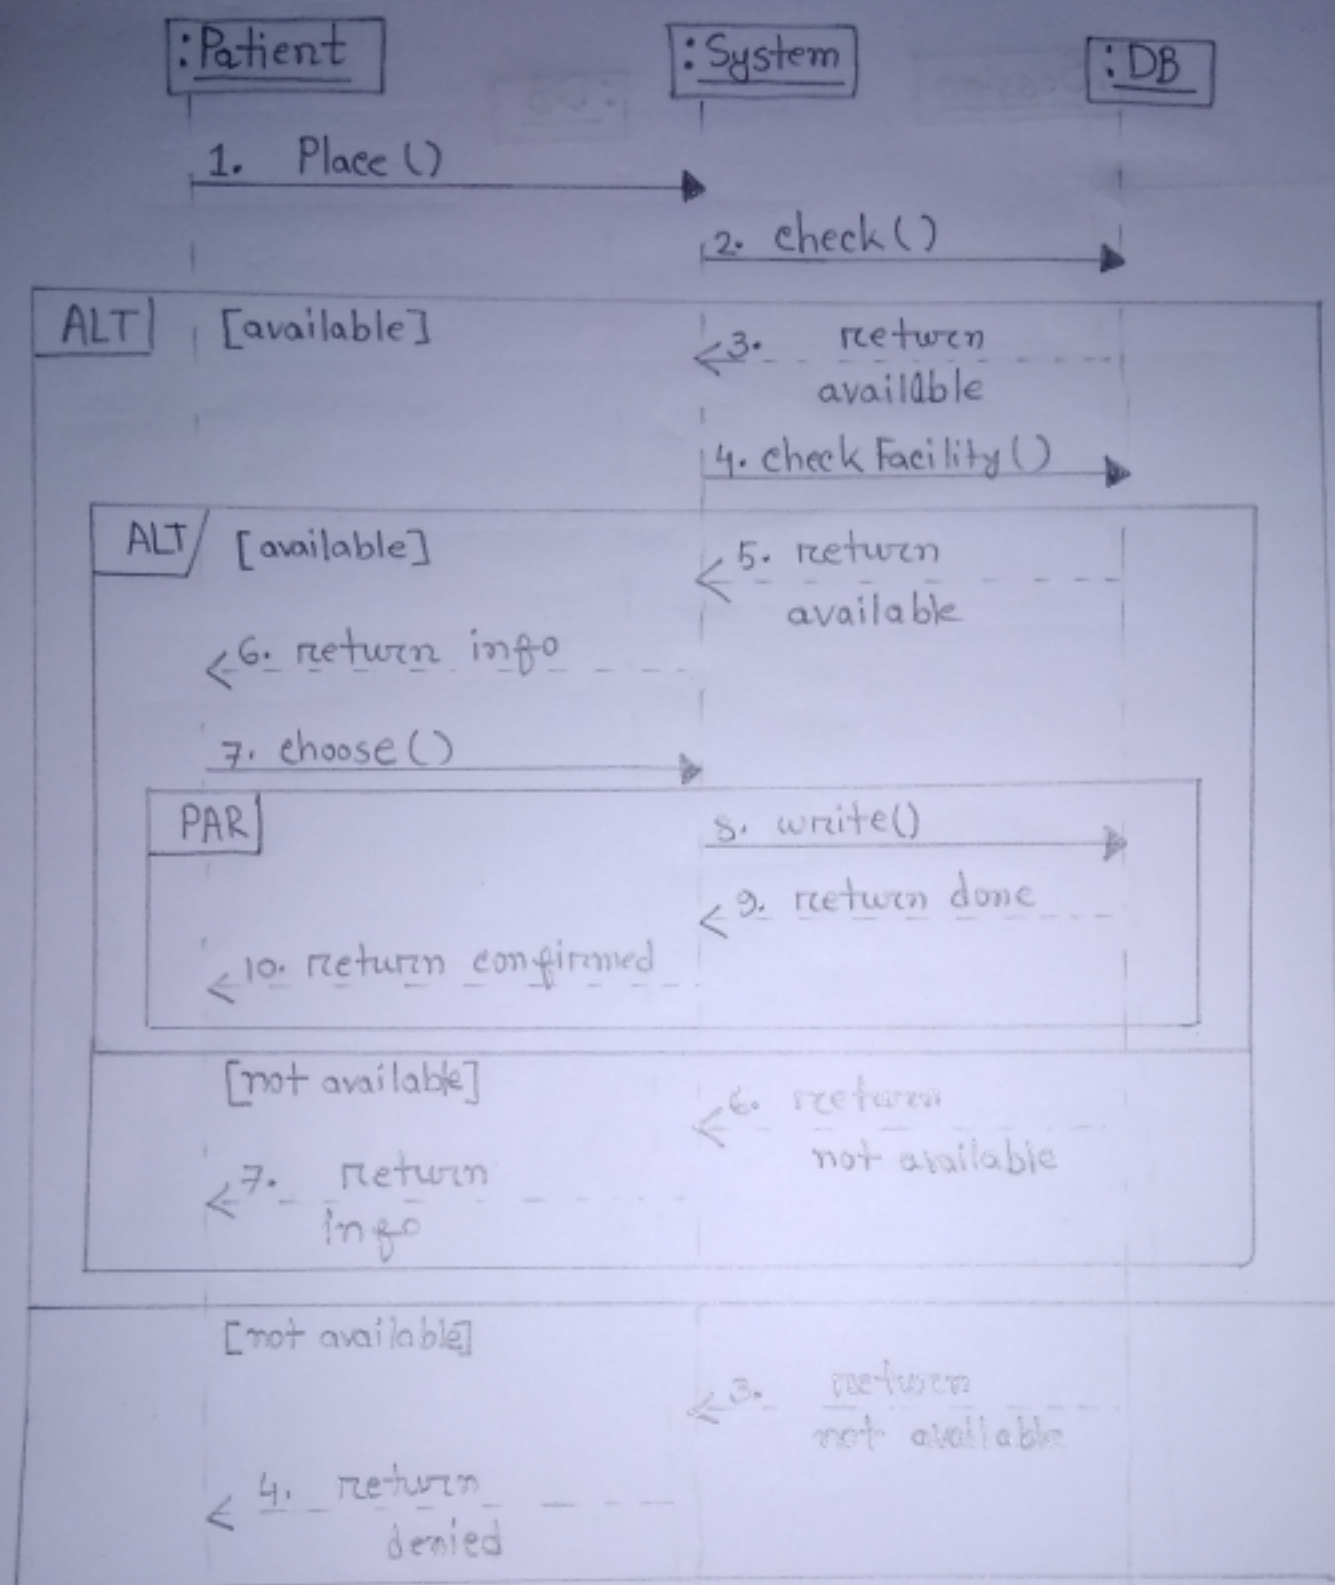 :Patient
:System
:DB
1. Place()
2. check()
ALT
[available]
3. return
available
4. check Facility()
ALT
[available]
5. return
available
6. return info
7. choose()
PAR
8. write()
9. return done
10. return confirmed
[not available]
6. return
not available
7. return
info
[not available]
3. return
not available
4. return
denied